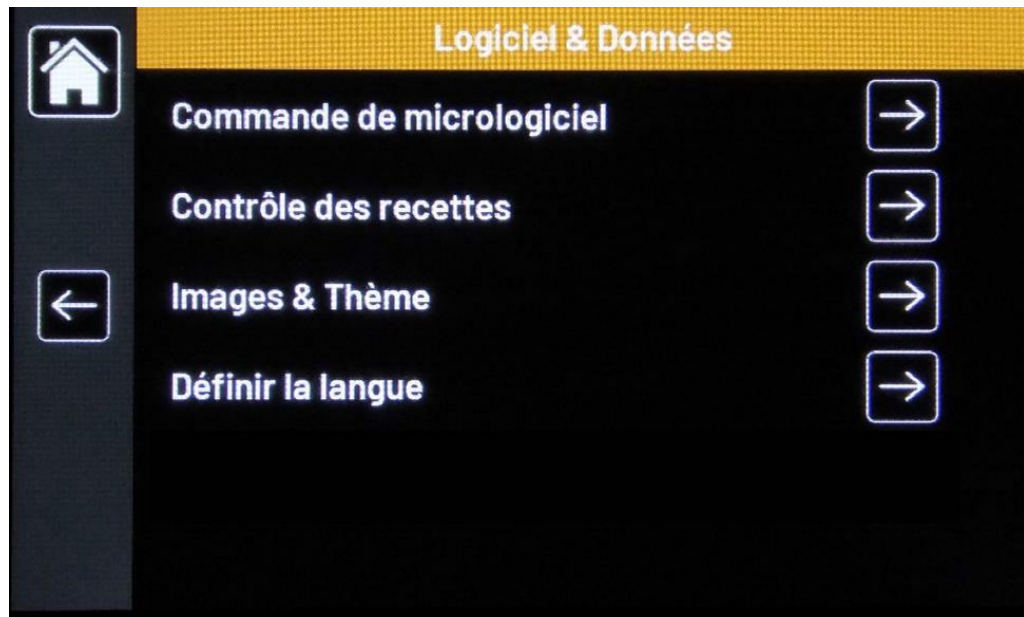 Logiciel & Données
Commande de micrologiciel
Contrôle des recettes
Images & Thème
Définir la langue